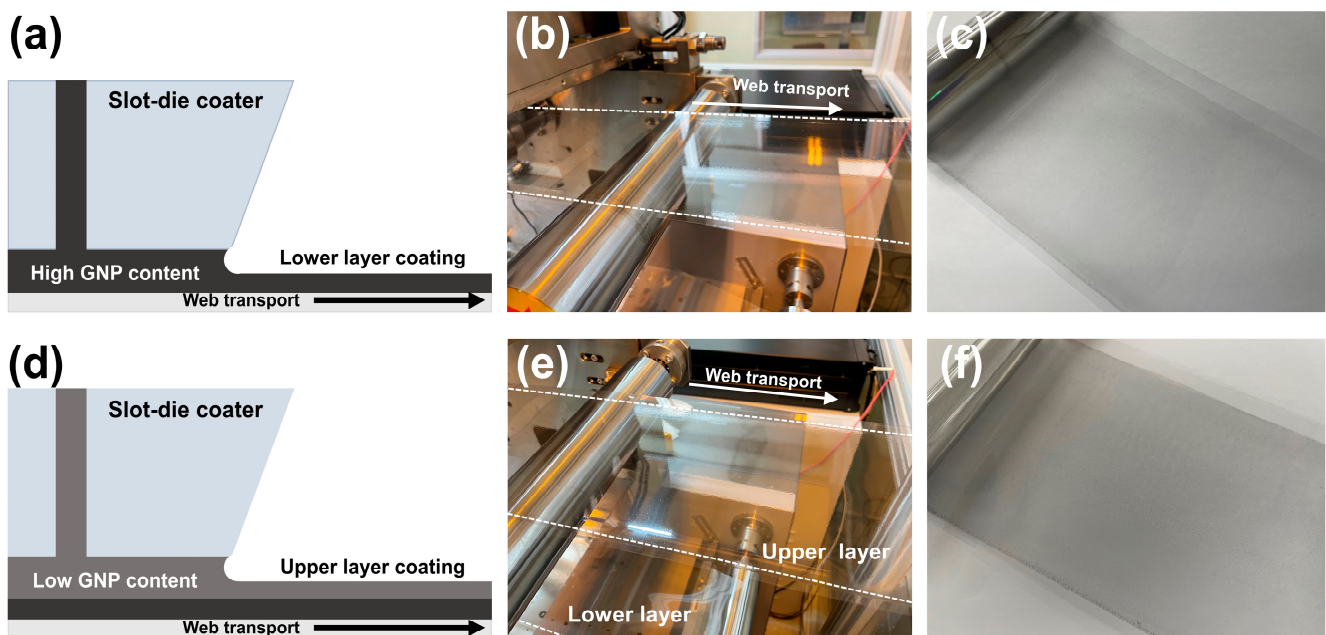 (a)
Slot-die coater
High GNP content
Lower layer coating
Web transport
(b)
Web transport
(c)
(d)
Slot-die coater
Low GNP content
Upper layer coating
Web transport
(e)
Web transport
Upper layer
Lower layer
(f)